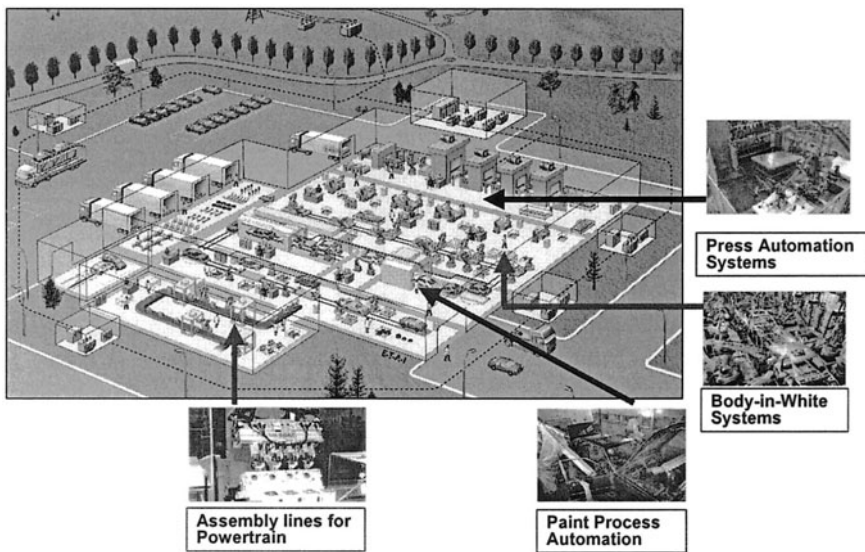 Press Automation
Systems
Body-in-White
Systems
Assembly lines for
Powertrain
Paint Process
Automation